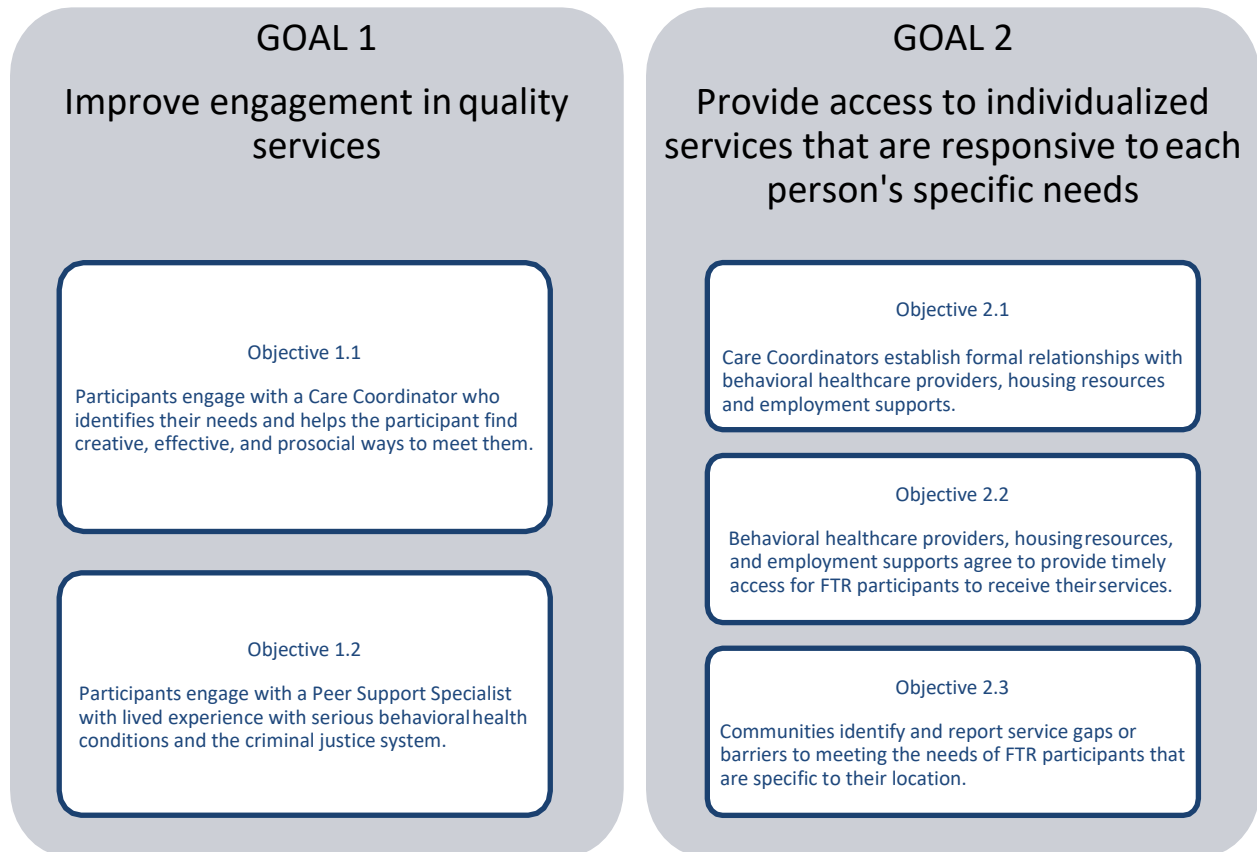 GOAL 1
Improve engagement in quality
services
Objective 1.1
Participants engage with a Care Coordinator who
identifies their needs and helps the participant find
creative, effective, and prosocial ways to meet them.
Objective 1.2
Participants engage with a Peer Support Specialist
with lived experience with serious behavioral health
conditions and the criminal justice system.
GOAL 2
Provide access to individualized
services that are responsive to each
person's specific needs
Objective 2.1
Care Coordinators establish formal relationships with
behavioral healthcare providers, housing resources
and employment supports.
Objective 2.2
Behavioral healthcare providers, housing resources,
and employment supports agree to provide timely
access for FTR participants to receive their services.
Objective 2.3
Communities identify and report service gaps or
barriers to meeting the needs of FTR participants that
are specific to their location.